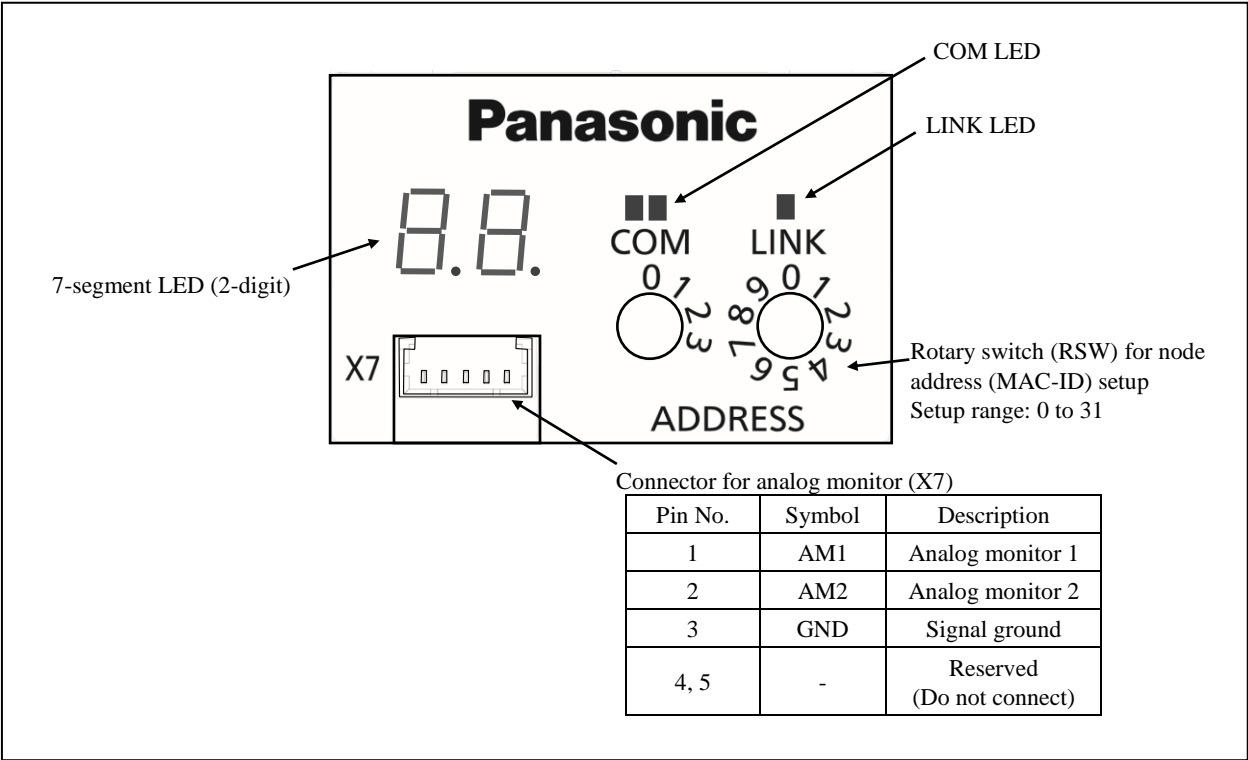 COM LED
Panasonic
LINK LED
8.8.
COM
LINK
0 1 2 3
0 1 2 3 4 5 6 7 8 9
7-segment LED (2-digit)
X7
ADDRESS
Rotary switch (RSW) for node
address (MAC-ID) setup
Setup range: 0 to 31
Connector for analog monitor (X7)
Pin No. Symbol Description
1 AM1 Analog monitor 1
2 AM2 Analog monitor 2
3 GND Signal ground
4, 5 - Reserved
(Do not connect)